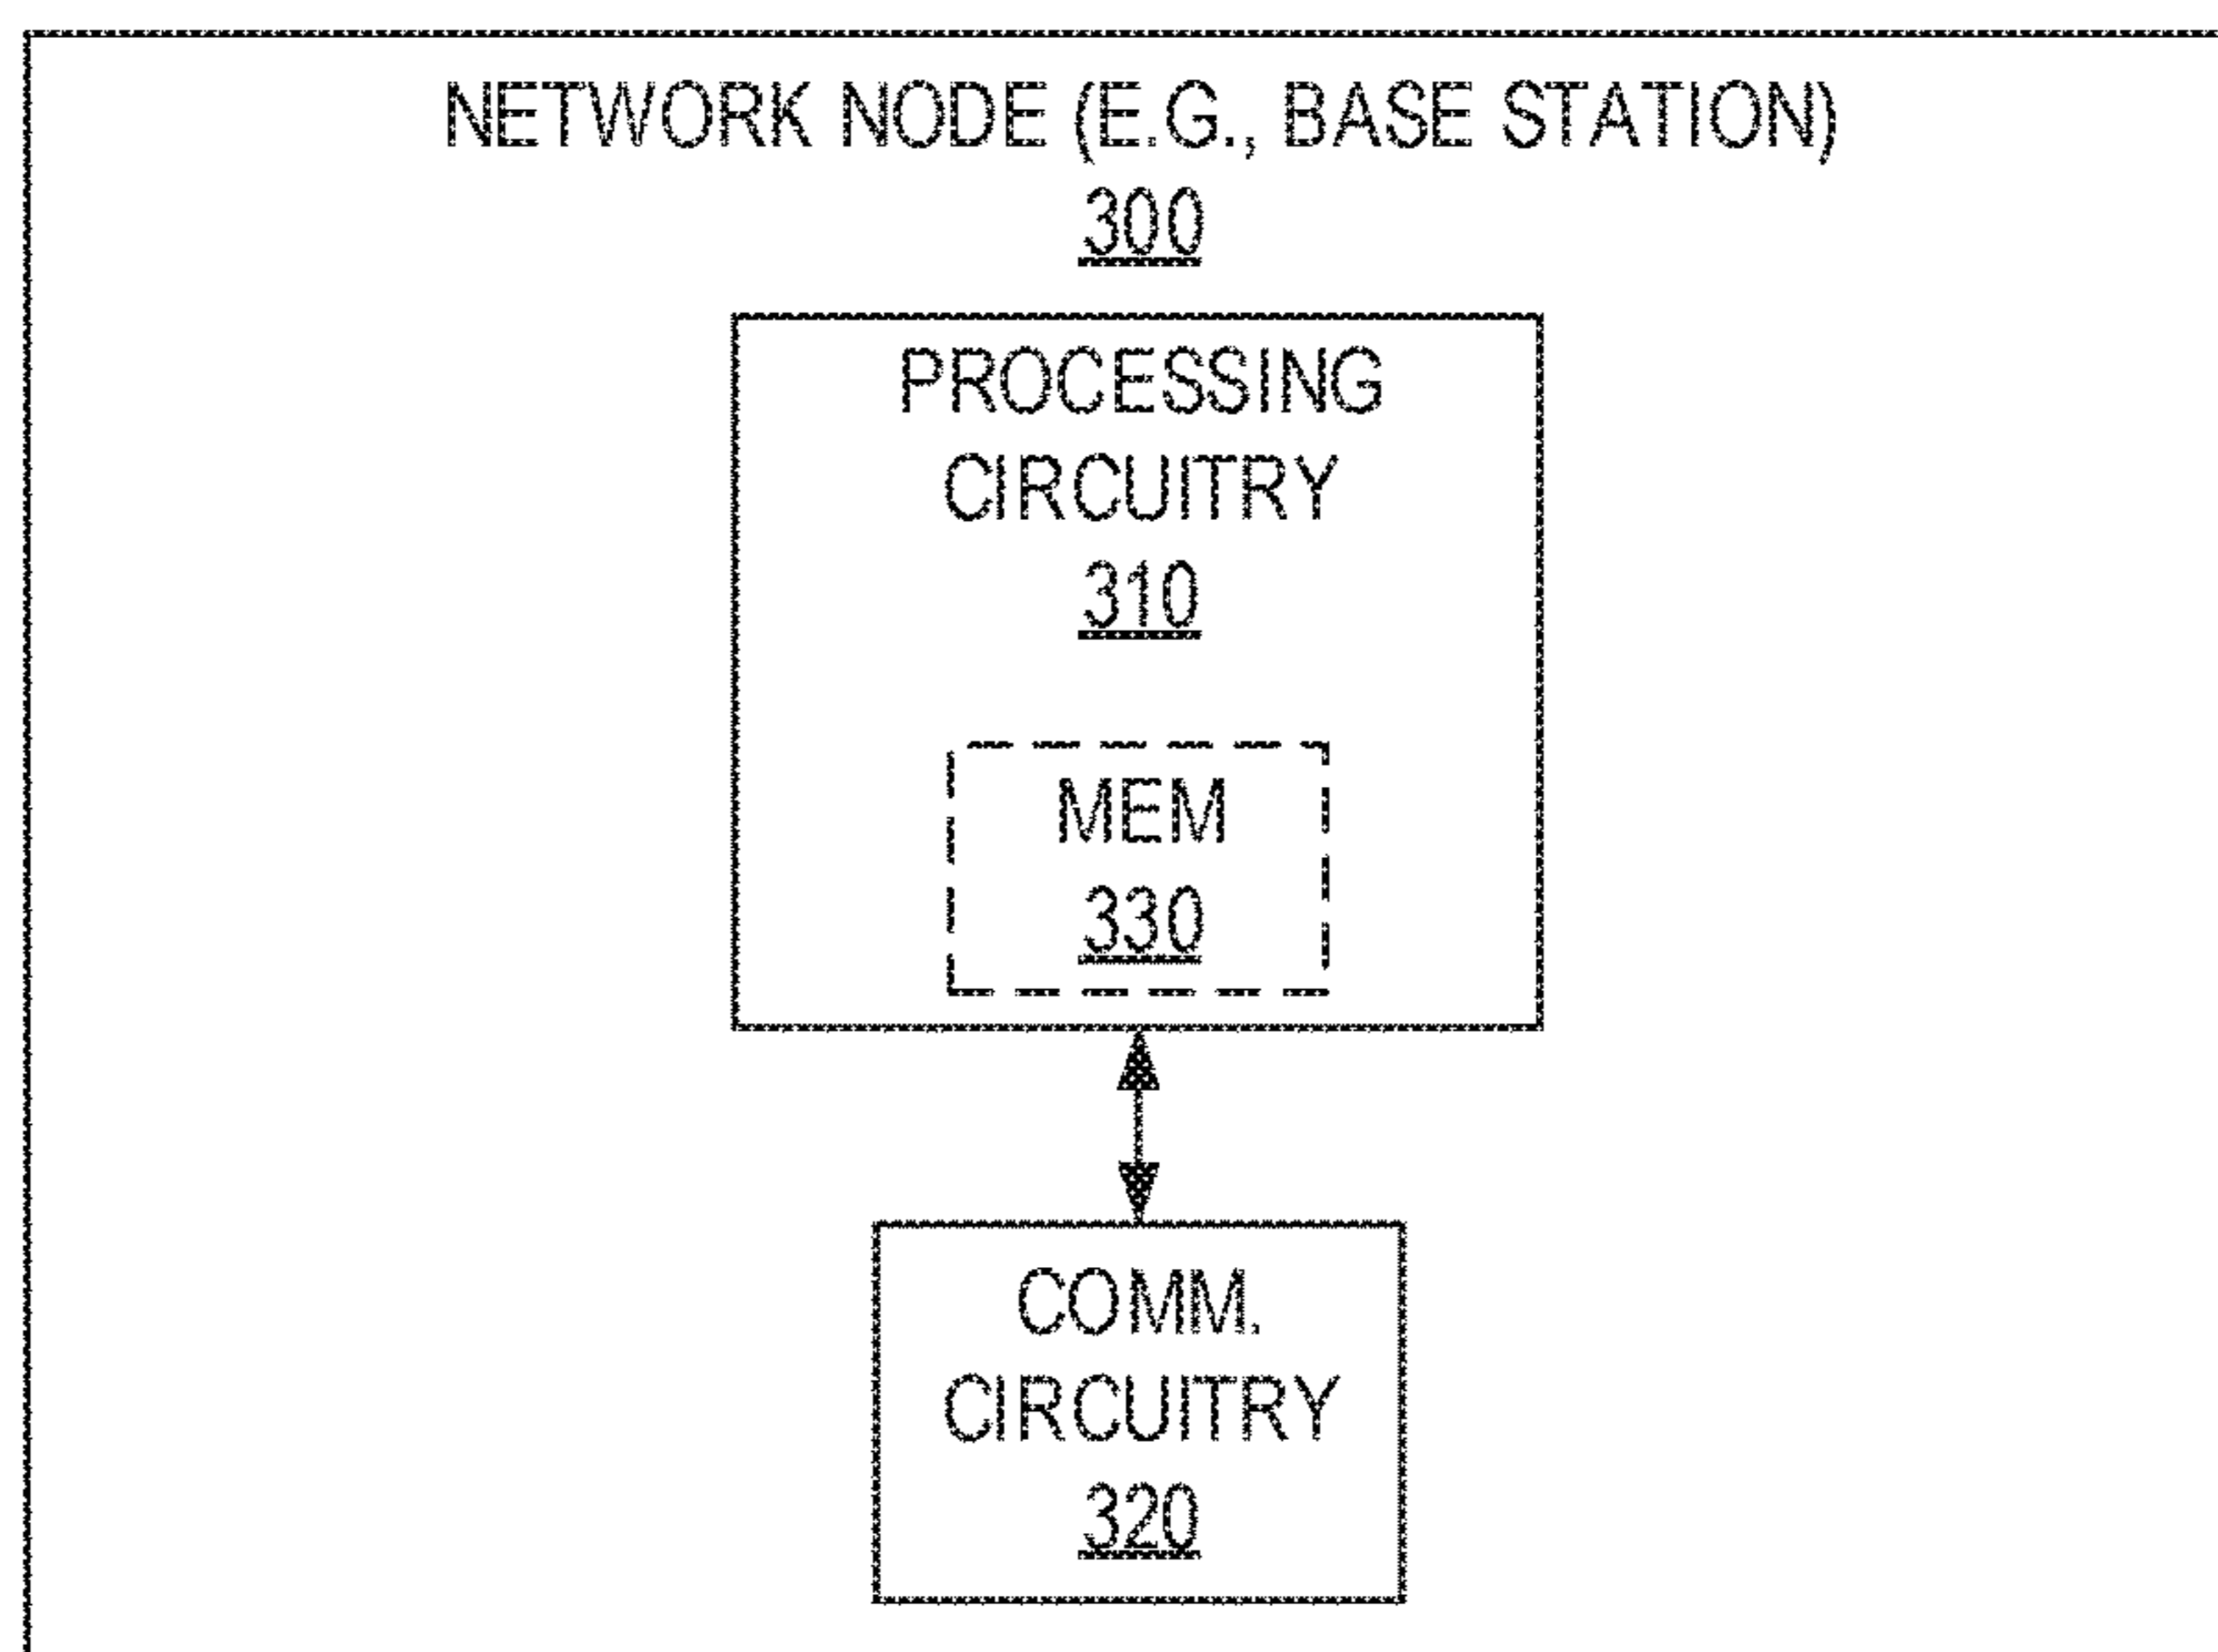 NETWORK NODE (E.G., BASE STATION)
300
PROCESSING
CIRCUITRY
310
MEM
330
COMM.
CIRCUITRY
320